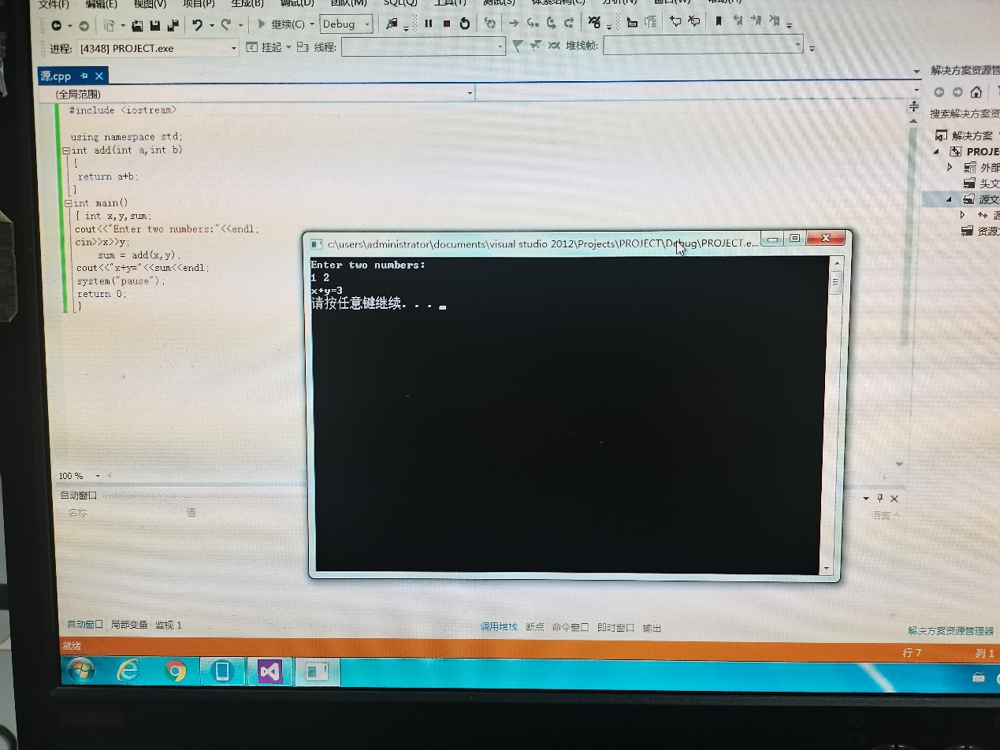 文件(F) 编辑(E) 视图(V) 项目(P) 生成(B) 调试(D) 团队(M) SQL(Q) 工具(T) 测试(S) 体系结构(C) 分析(N) 窗口(W) 帮助(H)
继续(C) Debug
进程: [4348] PROJECT.exe 挂起 线程: 堆栈帧:
源.cpp
解决方案资源管
(全局范围)
搜索解决方案资
#include <iostream>
using namespace std;
int add(int a,int b)
{
return a+b;
}
int main()
{ int x,y,sum;
cout<<"Enter two numbers:"<<endl;
cin>>x>>y;
sum = add(x,y);
cout<<"x+y="<<sum<<endl;
system("pause");
return 0;
}
解决方案
PROJE
外部
头文
源文
源
资源
c:\users\administrator\documents\visual studio 2012\Projects\PROJECT\Debug\PROJECT.e...
Enter two numbers:
1 2
x+y=3
请按任意键继续. . .
100 %
自动窗口
名称 值
语言
自动窗口 局部变量 监视 1
调用堆栈 断点 命令窗口 即时窗口 输出
解决方案资源管理器
就绪
行 7 列 1